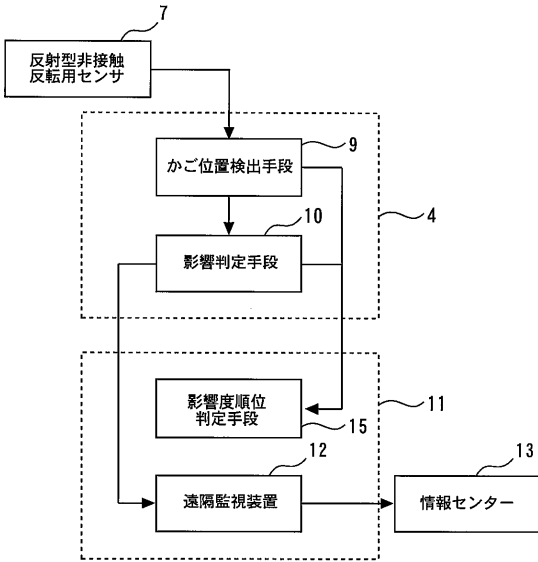 7
反射型非接触
反転用センサ
9
かご位置検出手段
10
4
影響判定手段
影響度順位
判定手段
11
15
12
13
遠隔監視装置
情報センター